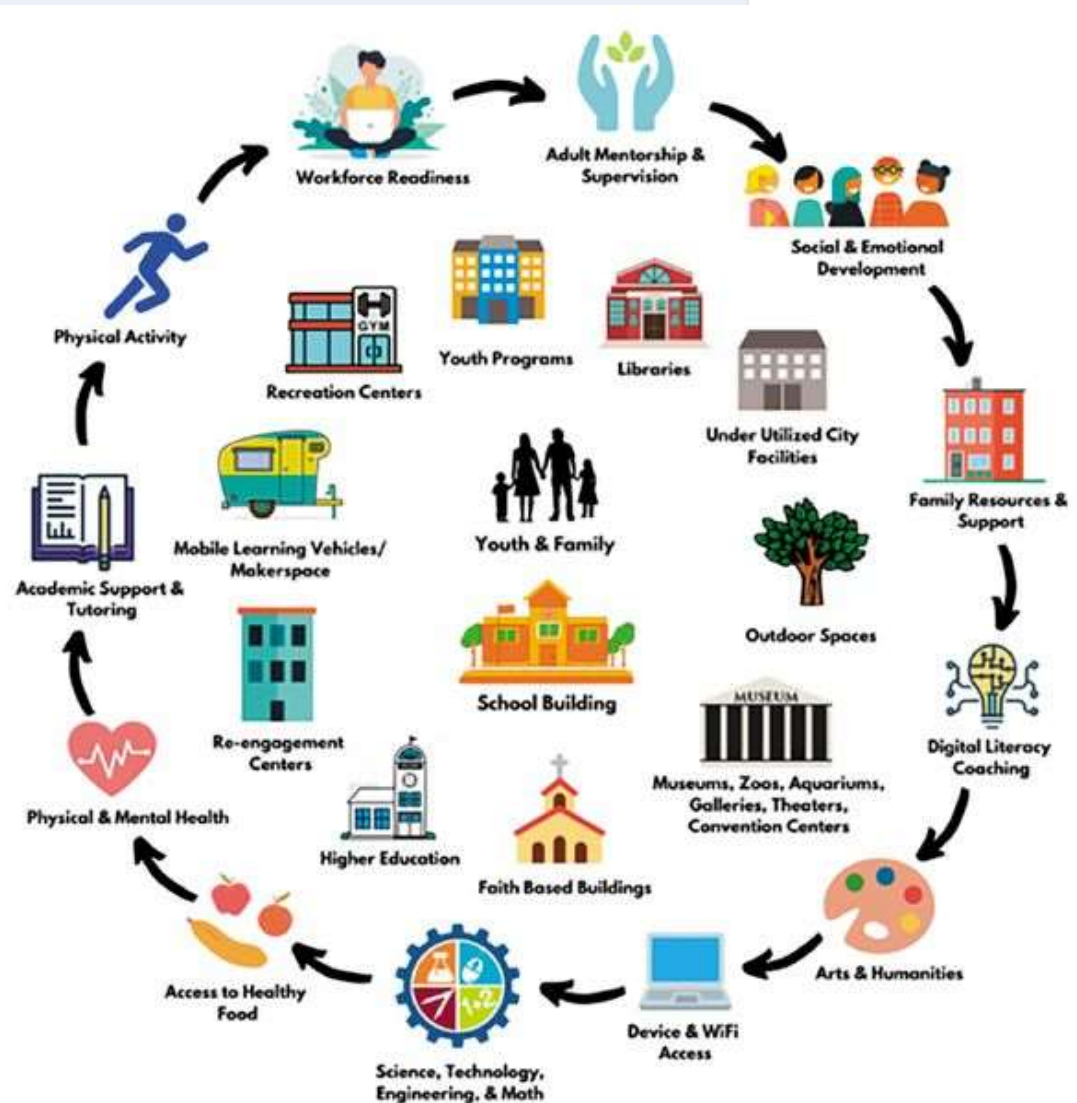 Workforce Readiness
Adult Mentorship &
Supervision
Social & Emotional
Development
Physical Activity
GYM
Recreation Centers
Youth Programs
Libraries
Under Utilized City
Facilities
Family Resources &
Support
Mobile Learning Vehicles/
Makerspace
Youth & Family
Academic Support &
Tutoring
Outdoor Spaces
School Building
MUSEUM
Re-engagement
Centers
Digital Literacy
Coaching
Museums, Zoos, Aquariums,
Galleries, Theaters,
Convention Centers
Physical & Mental Health
Higher Education
Faith Based Buildings
Arts & Humanities
Access to Healthy
Food
1+2
Device & WiFi
Access
Science, Technology,
Engineering, & Math